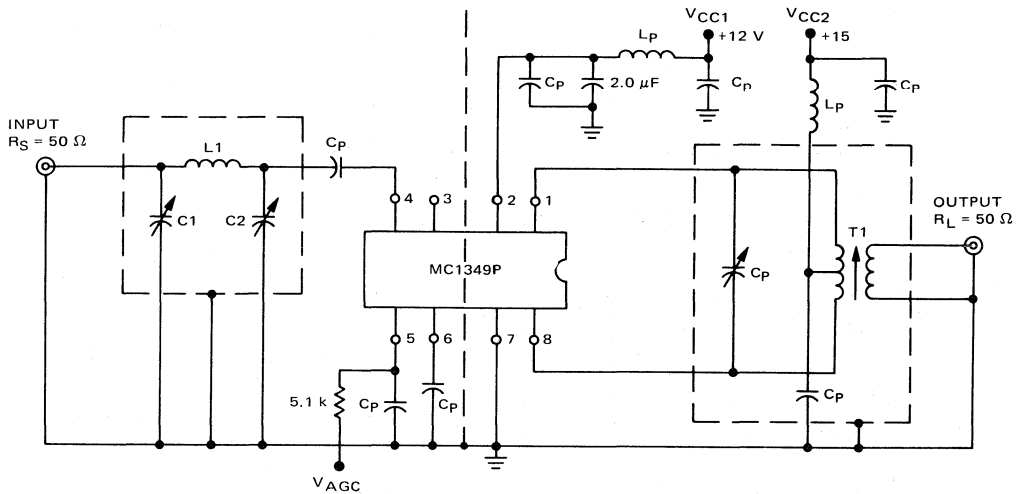 VCC1
+12 V
VCC2
+15
LP
CP
2.0 μF
Cp
LP
CP
INPUT
RS = 50 Ω
L1
CP
C1
C2
4
3
2
1
MC1349P
CP
T1
OUTPUT
RL = 50 Ω
5
6
7
8
5.1 k
CP
CP
CP
VAGC